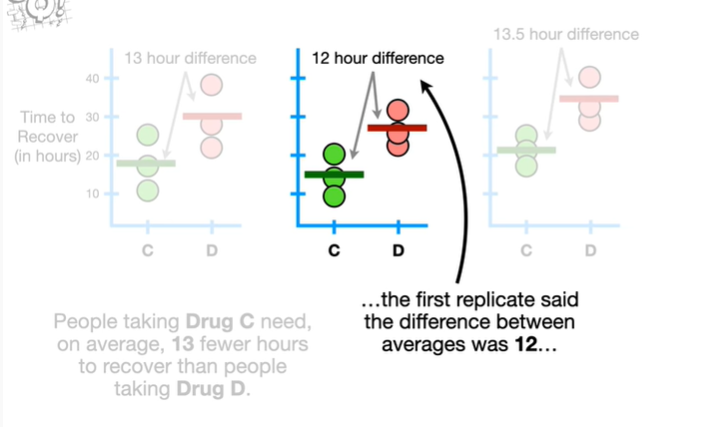 13.5 hour difference
13 hour difference
12 hour difference
40
30
20
10
Time to
Recover
(in hours)
C
D
C
D
C
D
…the first replicate said
the difference between
averages was 12…
People taking Drug C need,
on average, 13 fewer hours
to recover than people
taking Drug D.